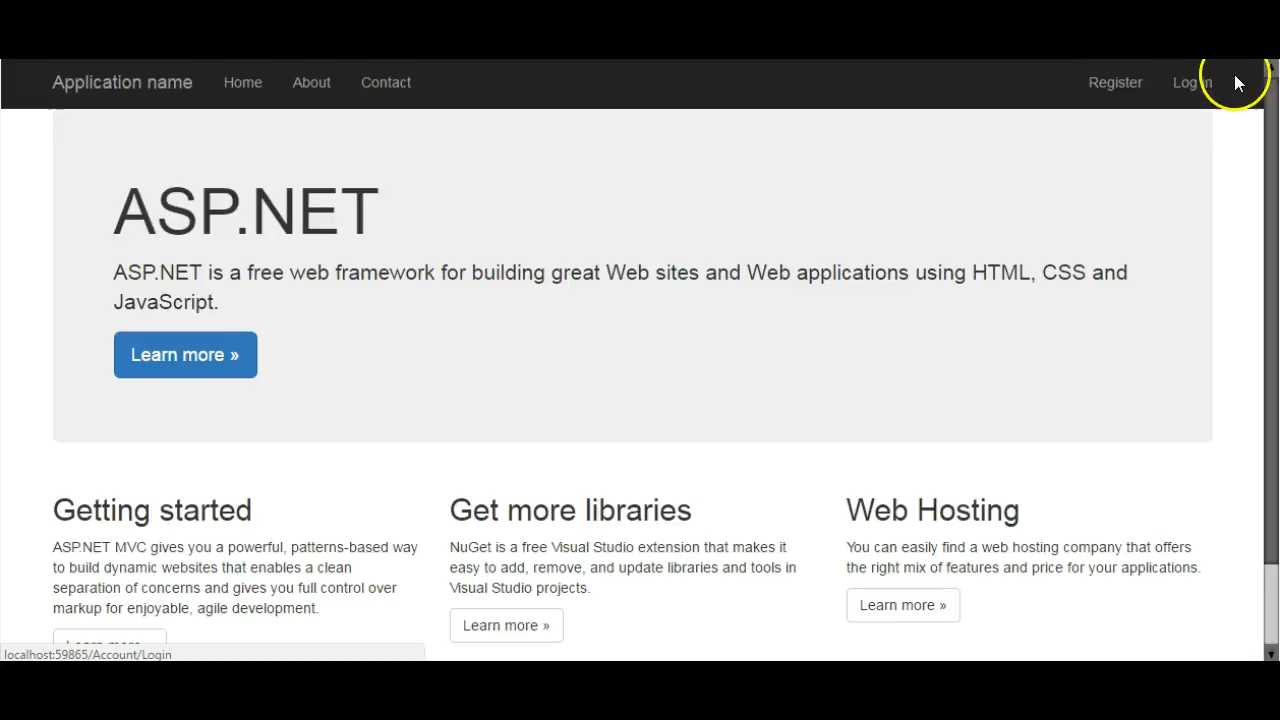 Application name Home About Contact Register Log in
ASP.NET
ASP.NET is a free web framework for building great Web sites and Web applications using HTML, CSS and
JavaScript.
Learn more »
Getting started
ASP.NET MVC gives you a powerful, patterns-based way
to build dynamic websites that enables a clean
separation of concerns and gives you full control over
markup for enjoyable, agile development.
Learn more
Get more libraries
NuGet is a free Visual Studio extension that makes it
easy to add, remove, and update libraries and tools in
Visual Studio projects.
Learn more »
Web Hosting
You can easily find a web hosting company that offers
the right mix of features and price for your applications.
Learn more »
localhost:59865/Account/Login